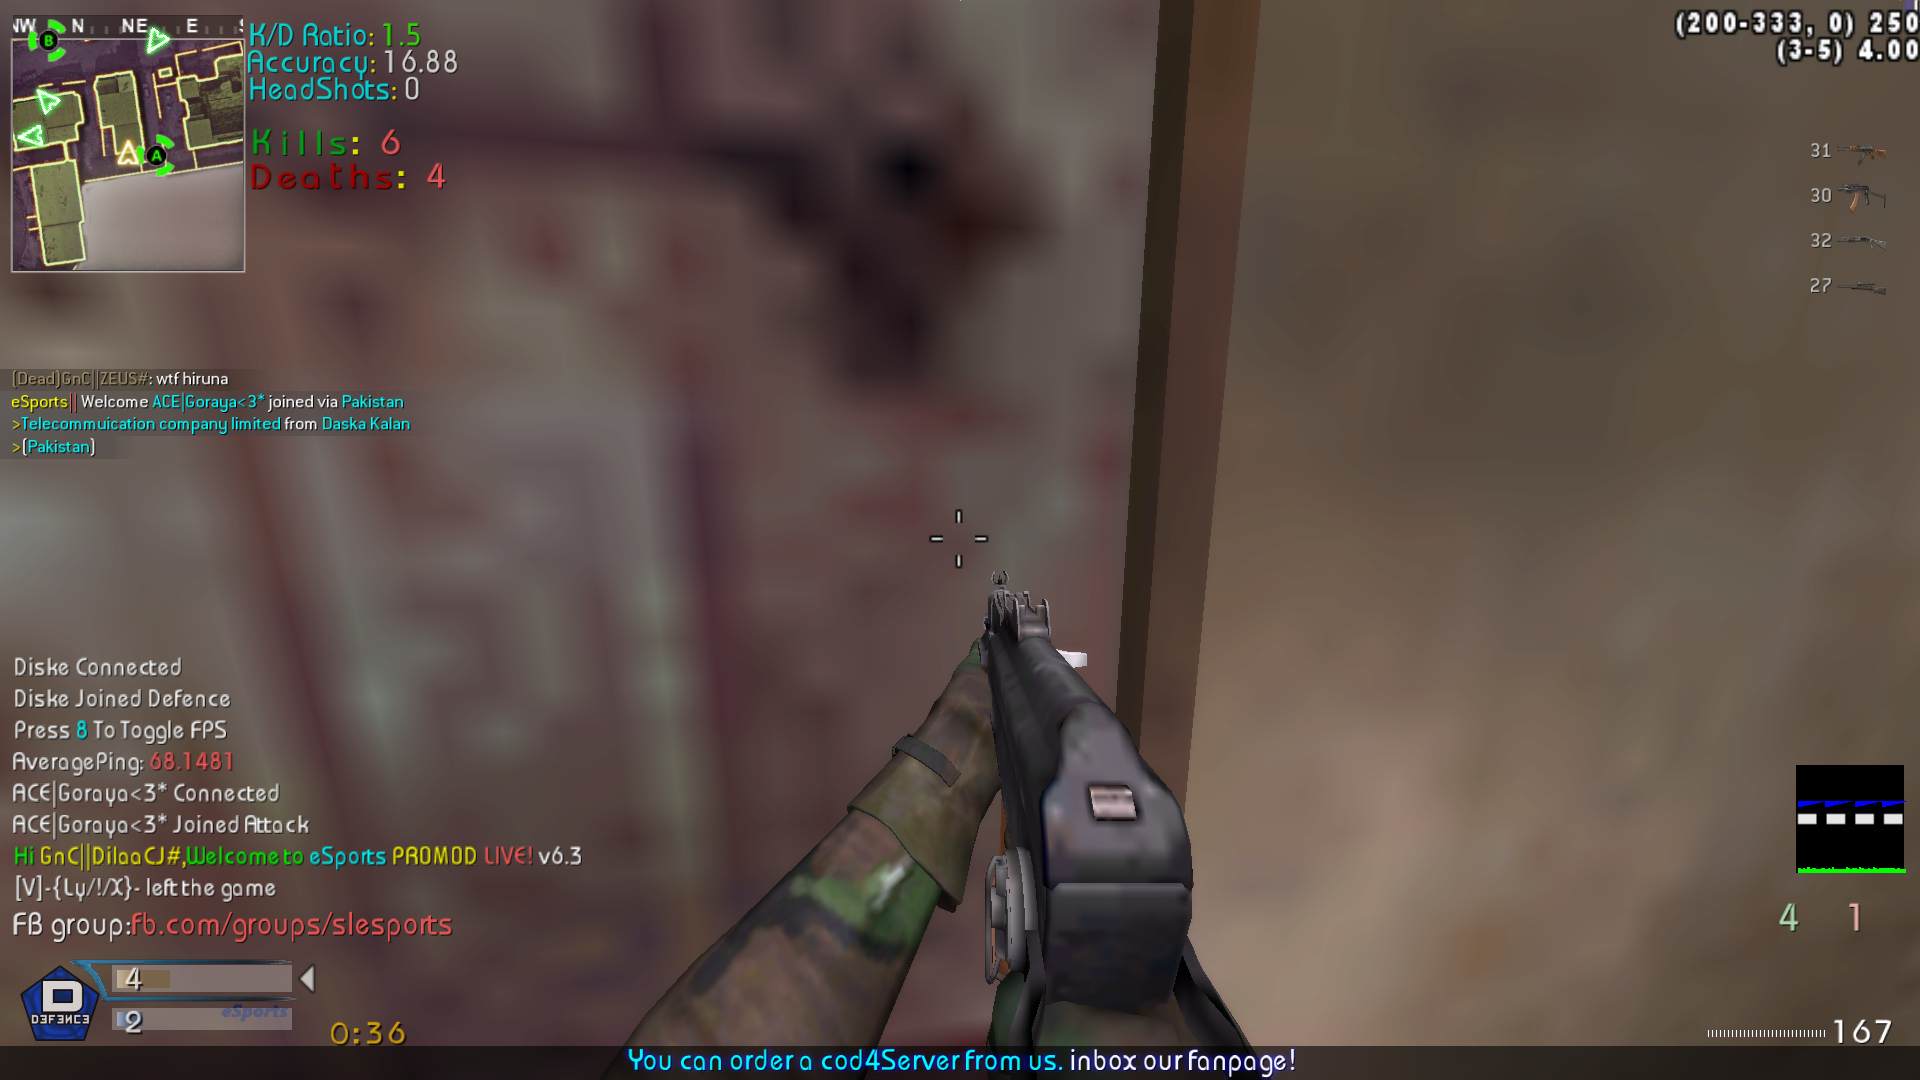 NW N NE E S
B
A
K/D Ratio: 1.5
Accuracy: 16.88
HeadShots: 0
Kills: 6
Deaths: 4
(200-333, 0) 250
(3-5) 4.00
31
30
32
27
(Dead)GnC||ZEUS#: wtf hiruna
eSports|| Welcome ACE|Goraya<3* joined via Pakistan
>Telecommuication company limited from Daska Kalan
>(Pakistan)
Diske Connected
Diske Joined Defence
Press 8 To Toggle FPS
AveragePing: 68.1481
ACE|Goraya<3* Connected
ACE|Goraya<3* Joined Attack
Hi GnC||DilaaCJ#,Welcome to eSports PROMOD LIVE! v6.3
[V]-{Ly/!/X}- left the game
FB group:fb.com/groups/slesports
4 1
D
D3F3NC3
4
2
eSports
0:36
167
You can order a cod4Server from us. inbox our fanpage!